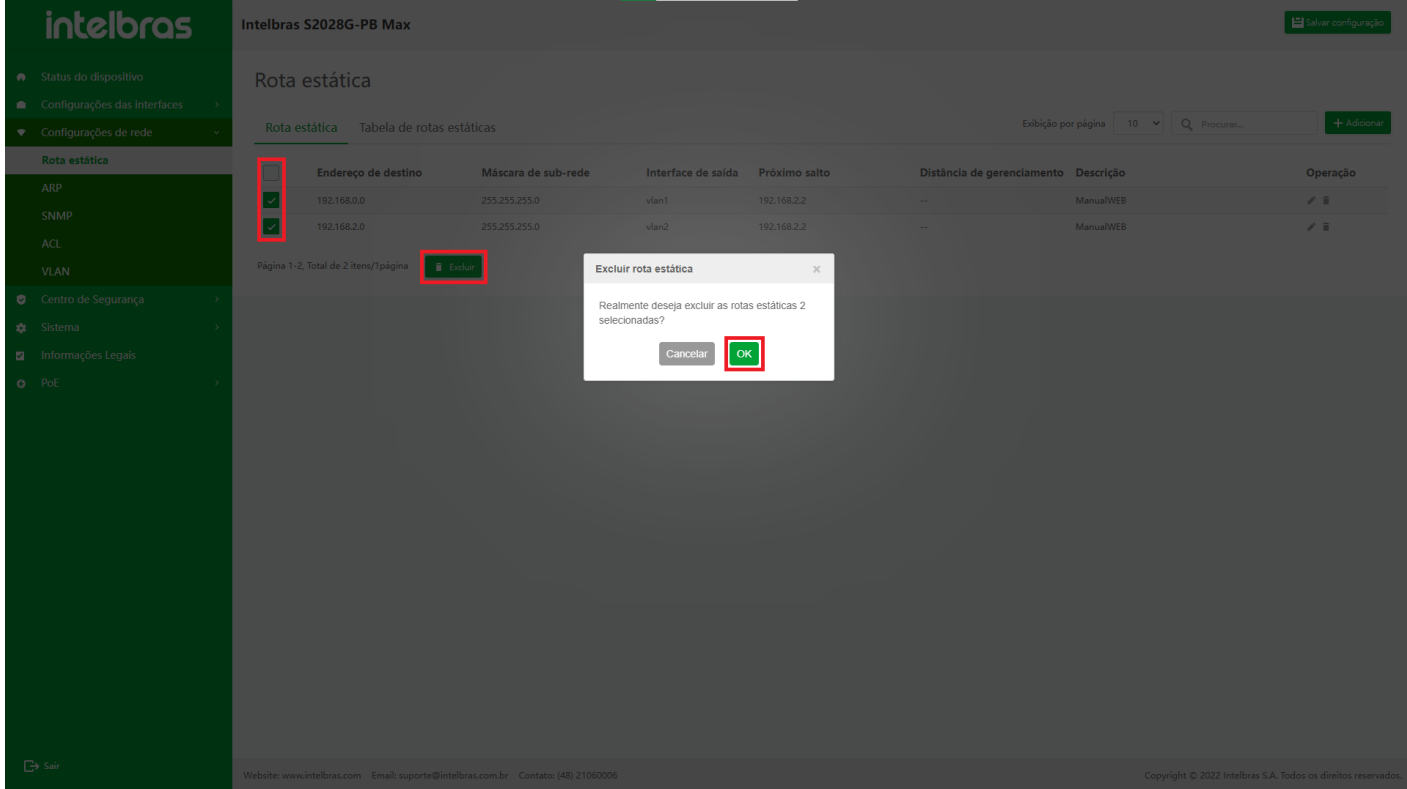 intelbras
Intelbras S2028G-PB Max
Salvar configuração
Status do dispositivo
Configurações das interfaces
Configurações de rede
Rota estática
ARP
SNMP
ACL
VLAN
Centro de Segurança
Sistema
Informações Legais
PoE
Sair
Rota estática
Rota estática Tabela de rotas estáticas
Exibição por página 10 Procurar... + Adicionar
Endereço de destino Máscara de sub-rede Interface de saída Próximo salto Distância de gerenciamento Descrição Operação
192.168.0.0 255.255.255.0 vlan1 192.168.2.2 -- ManualWEB
192.168.2.0 255.255.255.0 vlan2 192.168.2.2 -- ManualWEB
Página 1-2, Total de 2 itens/1página Excluir
Excluir rota estática ×
Realmente deseja excluir as rotas estáticas 2
selecionadas?
Cancelar OK
Website: www.intelbras.com Email: suporte@intelbras.com.br Contato: (48) 21060006
Copyright © 2022 Intelbras S.A. Todos os direitos reservados.